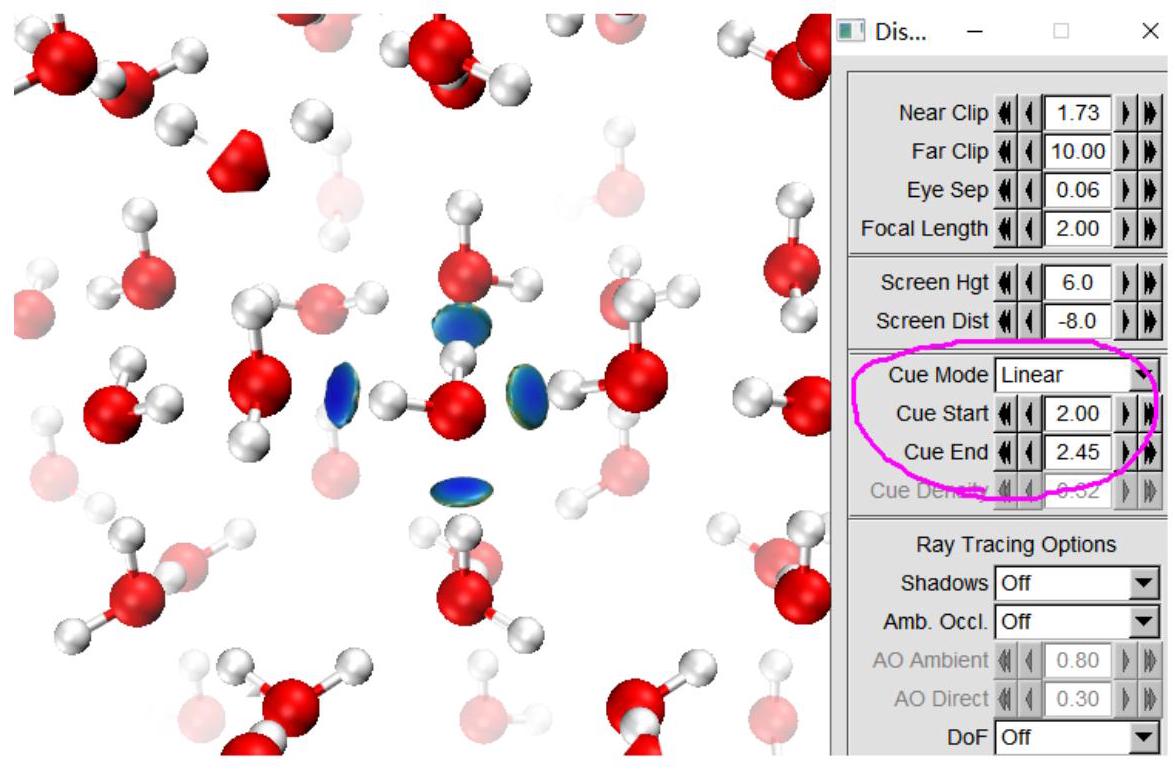 Dis...
Near Clip 1.73
Far Clip 10.00
Eye Sep 0.06
Focal Length 2.00
Screen Hgt 6.0
Screen Dist -8.0
Cue Mode Linear
Cue Start 2.00
Cue End 2.45
Cue Density 0.32
Ray Tracing Options
Shadows Off
Amb. Occl. Off
AO Ambient 0.80
AO Direct 0.30
DoF Off